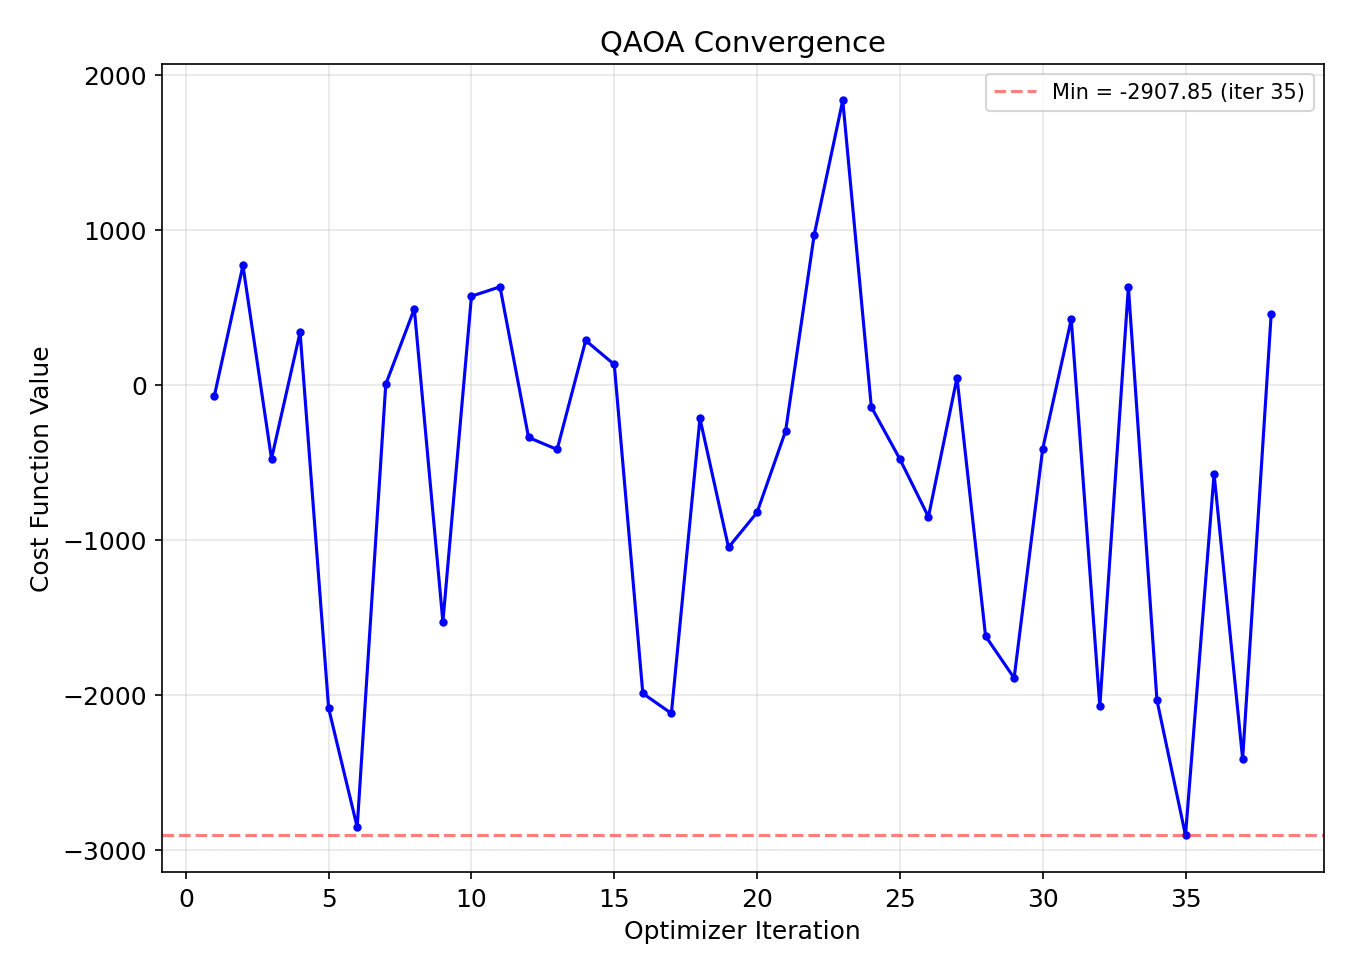 QAOA Convergence
Min = -2907.85 (iter 35)
Cost Function Value
2000
1000
0
−1000
−2000
−3000
0 5 10 15 20 25 30 35
Optimizer Iteration